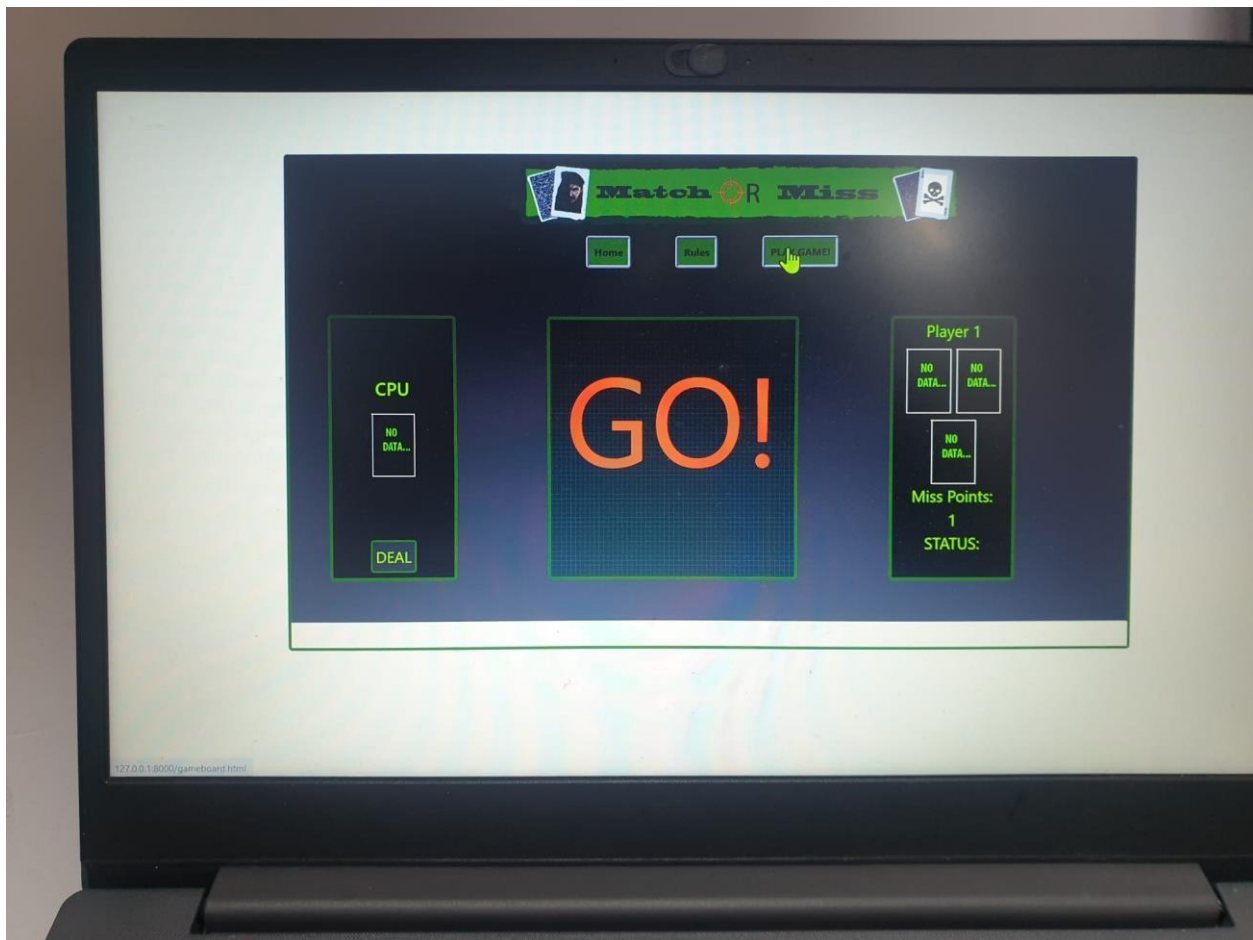 Match OR Miss
Home
Rules
PLAY GAME!
CPU
NO
DATA...
DEAL
GO!
Player 1
NO
DATA...
NO
DATA...
NO
DATA...
Miss Points:
1
STATUS:
127.0.0.1:8000/gameboard.html